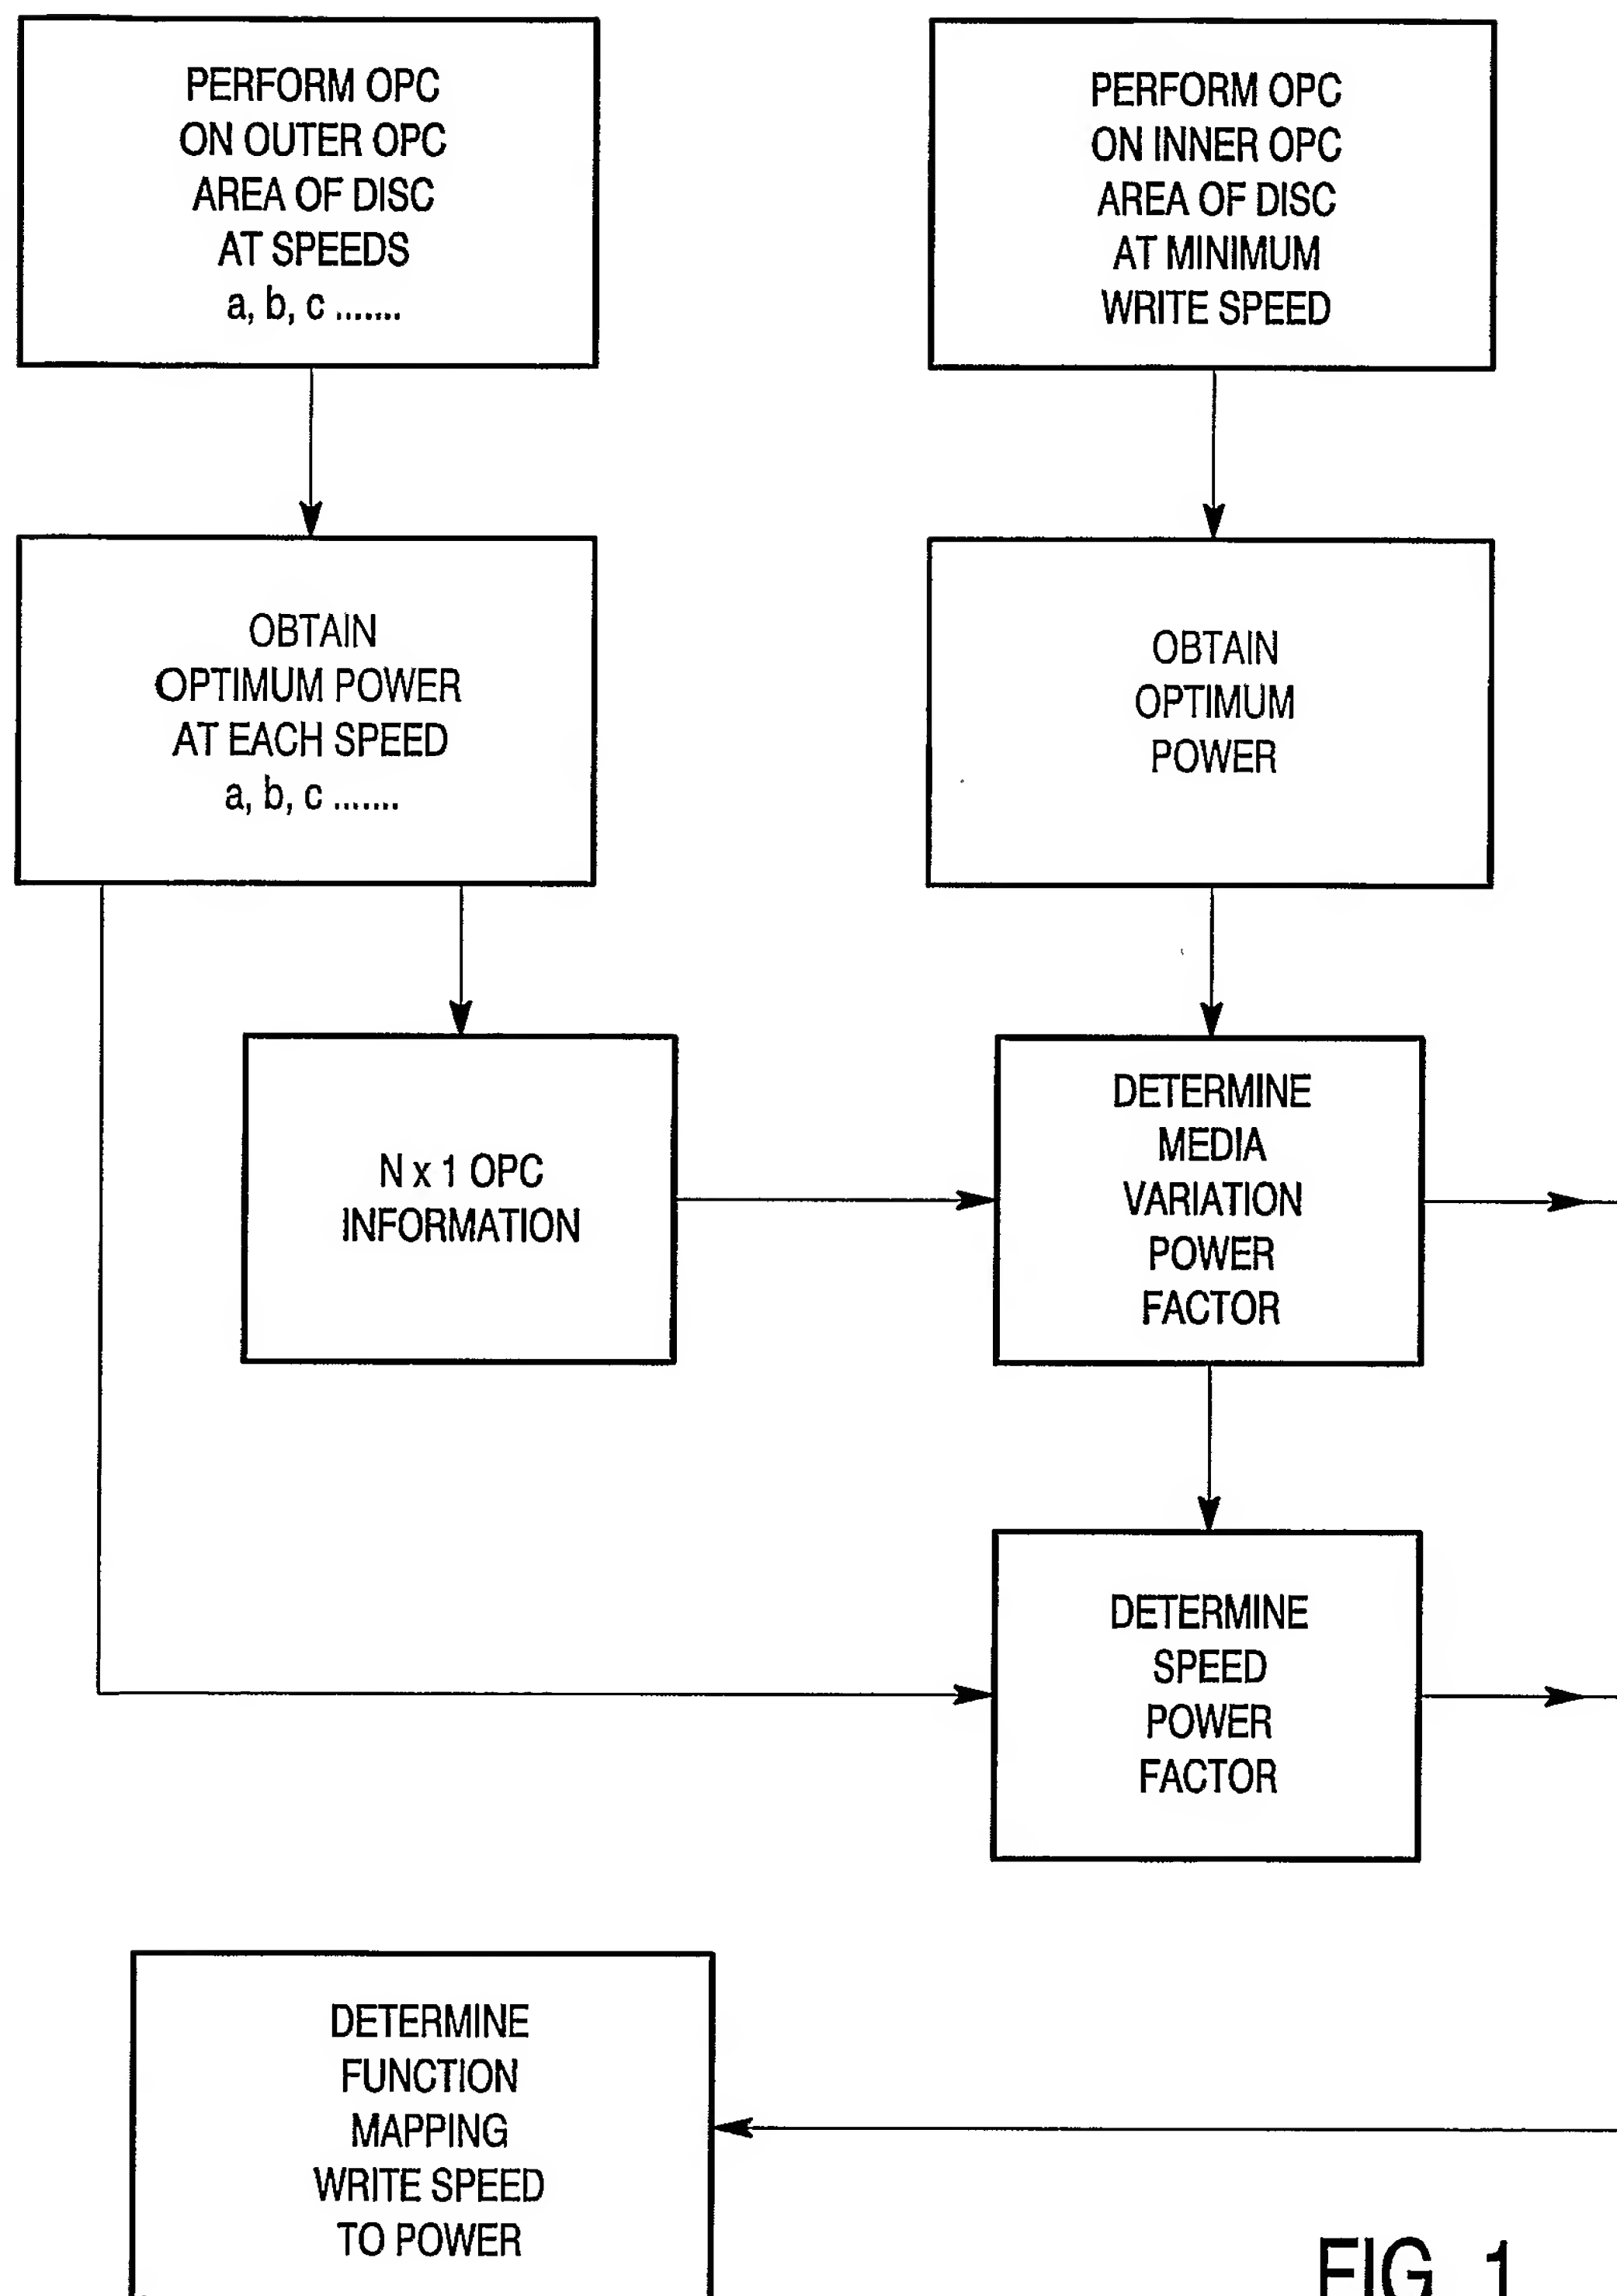 PERFORM OPC
ON OUTER OPC
AREA OF DISC
AT SPEEDS
a, b, c .......
PERFORM OPC
ON INNER OPC
AREA OF DISC
AT MINIMUM
WRITE SPEED
OBTAIN
OPTIMUM POWER
AT EACH SPEED
a, b, c .......
OBTAIN
OPTIMUM
POWER
N x 1 OPC
INFORMATION
DETERMINE
MEDIA
VARIATION
POWER
FACTOR
DETERMINE
SPEED
POWER
FACTOR
DETERMINE
FUNCTION
MAPPING
WRITE SPEED
TO POWER
FIG. 1